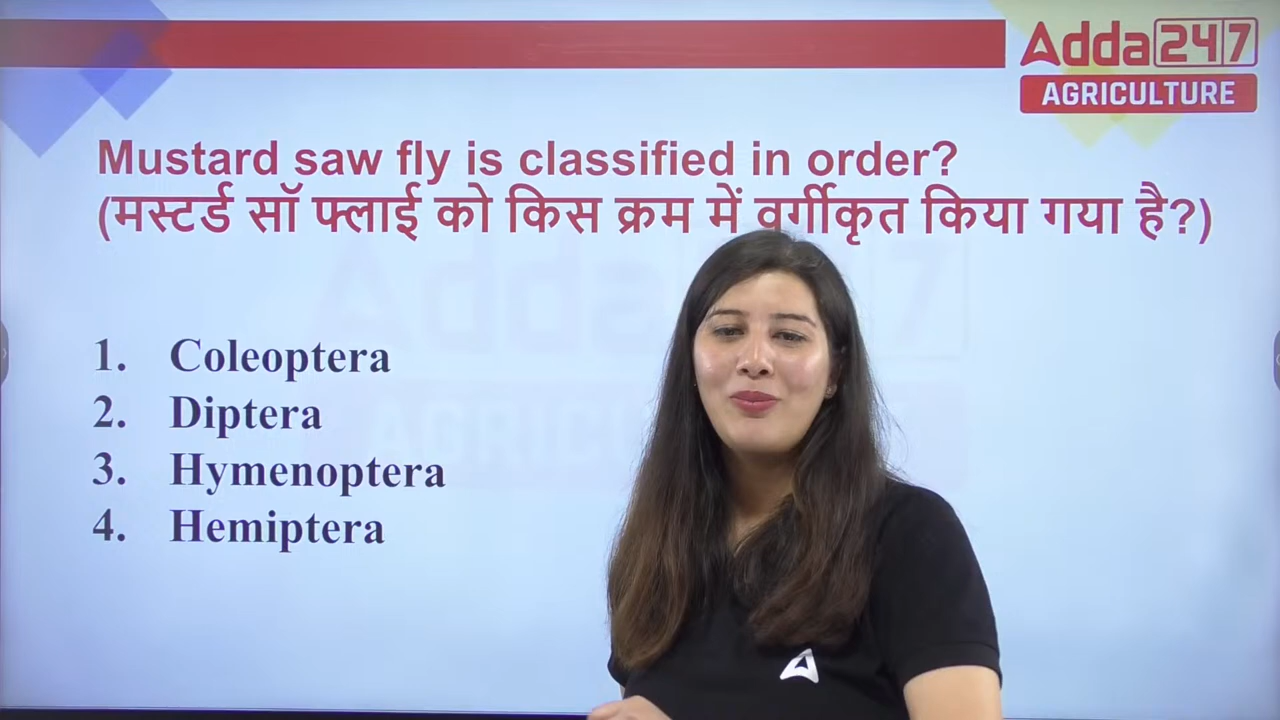 Adda247
AGRICULTURE
Mustard saw fly is classified in order?
(मस्टर्ड सॉ फ्लाई को किस क्रम में वर्गीकृत किया गया है?)
1. Coleoptera
2. Diptera
3. Hymenoptera
4. Hemiptera